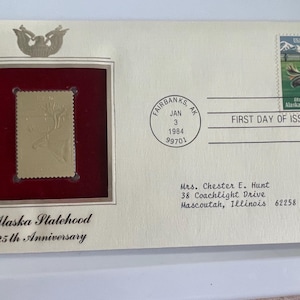 FAIRBANKS, AK
JAN
3
1984
99701
FIRST DAY OF ISS
Alaska
Mrs. Chester E. Hunt
38 Coachlight Drive
Mascoutah, Illinois 62258
laska Statehood
25th Anniversary